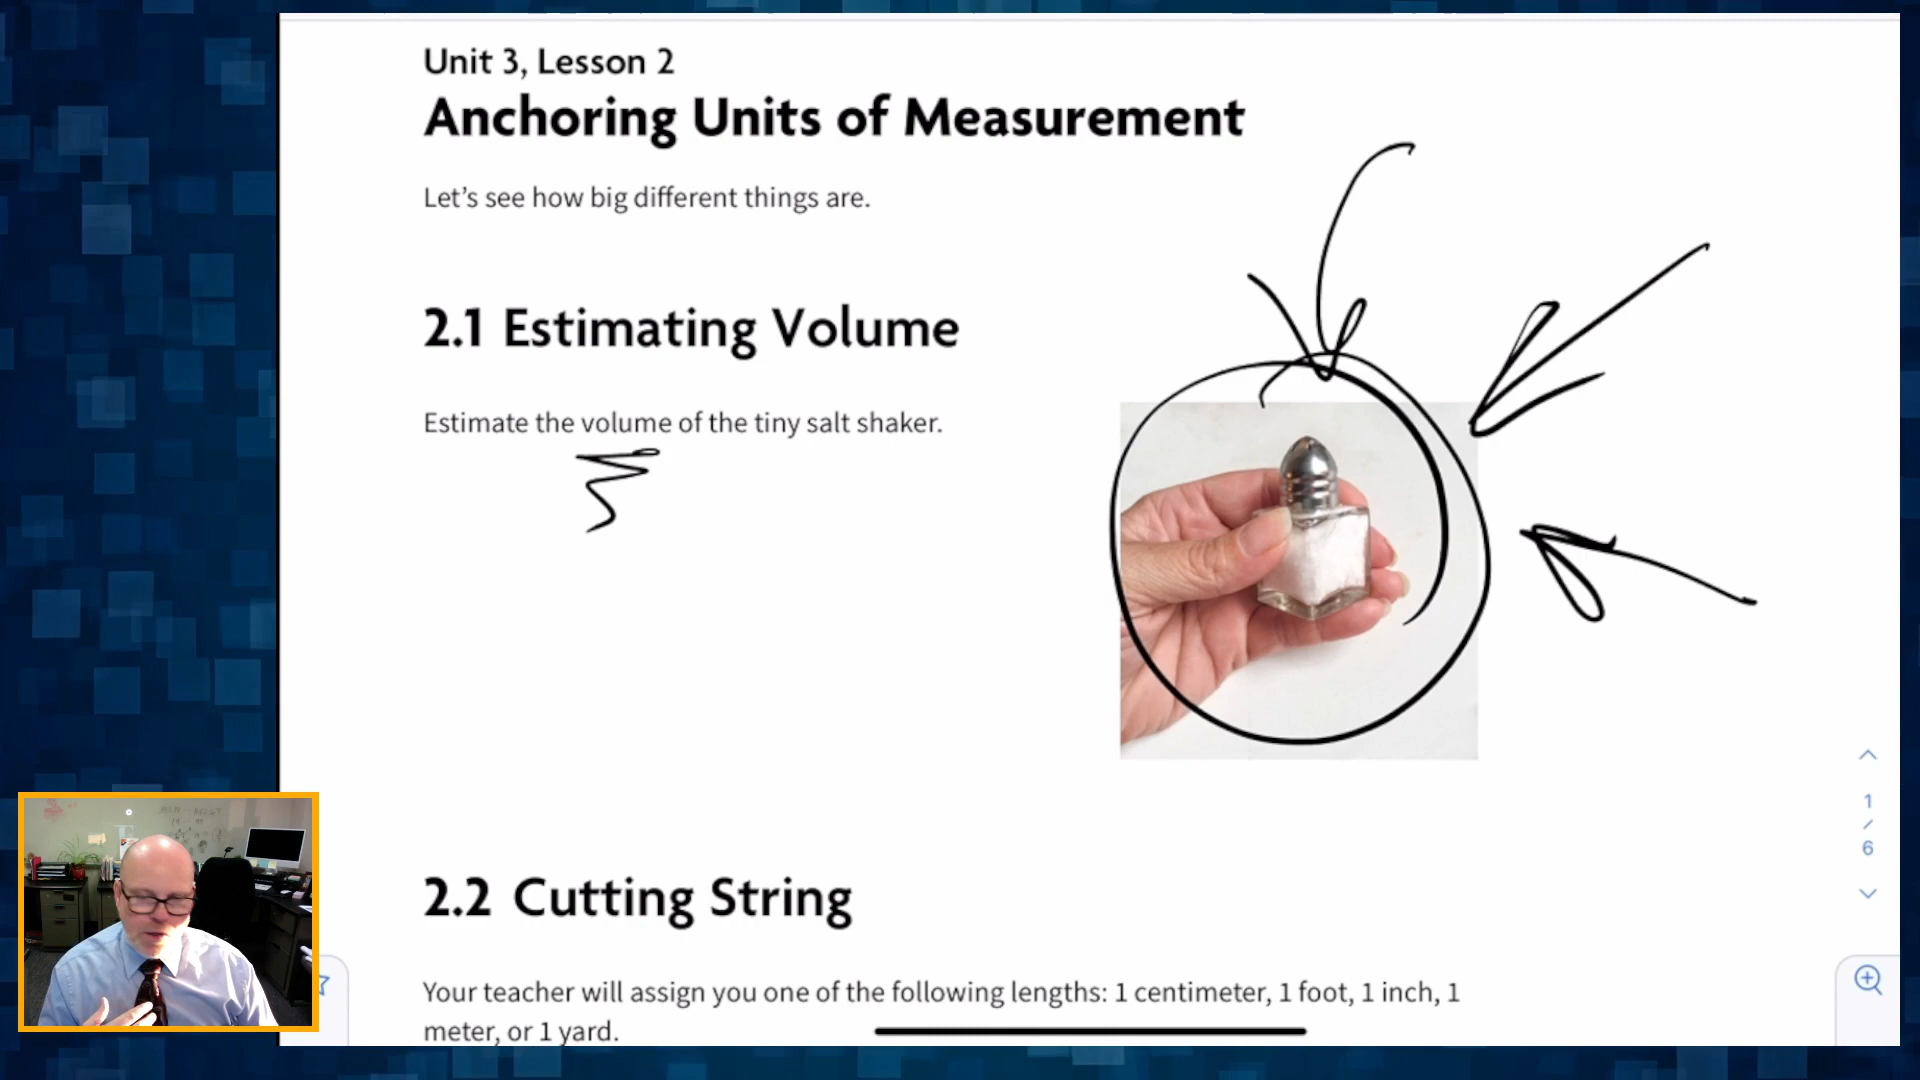 Unit 3, Lesson 2
Anchoring Units of Measurement
Let’s see how big different things are.
2.1 Estimating Volume
Estimate the volume of the tiny salt shaker.
2.2 Cutting String
Your teacher will assign you one of the following lengths: 1 centimeter, 1 foot, 1 inch, 1
meter, or 1 yard.
1
/
6